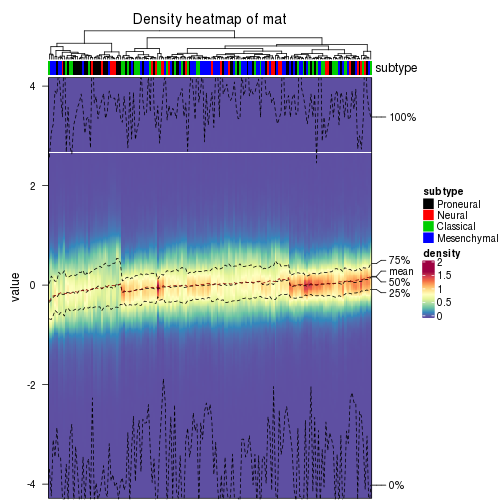 Density heatmap of mat
subtype
4
2
0
-2
-4
value
100%
75%
mean
50%
25%
0%
subtype
Proneural
Neural
Classical
Mesenchymal
density
2
1.5
1
0.5
0